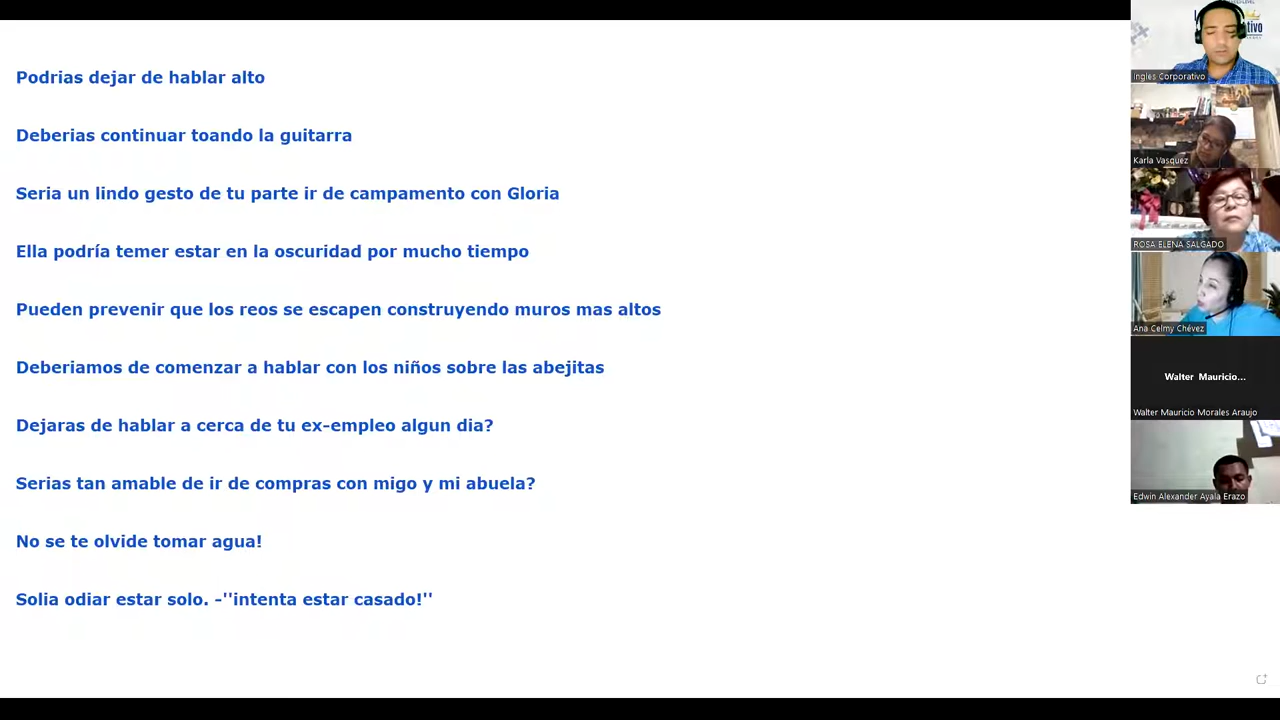 Podrias dejar de hablar alto
Deberias continuar toando la guitarra
Seria un lindo gesto de tu parte ir de campamento con Gloria
Ella podría temer estar en la oscuridad por mucho tiempo
Pueden prevenir que los reos se escapen construyendo muros mas altos
Deberiamos de comenzar a hablar con los niños sobre las abejitas
Dejaras de hablar a cerca de tu ex-empleo algun dia?
Serias tan amable de ir de compras con migo y mi abuela?
No se te olvide tomar agua!
Solia odiar estar solo. -''intenta estar casado!''
Ingles Corporativo
Karla Vasquez
ROSA ELENA SALGADO
Ana Celmy Chévez
Walter Mauricio...
Walter Mauricio Morales Araujo
Edwin Alexander Ayala Erazo